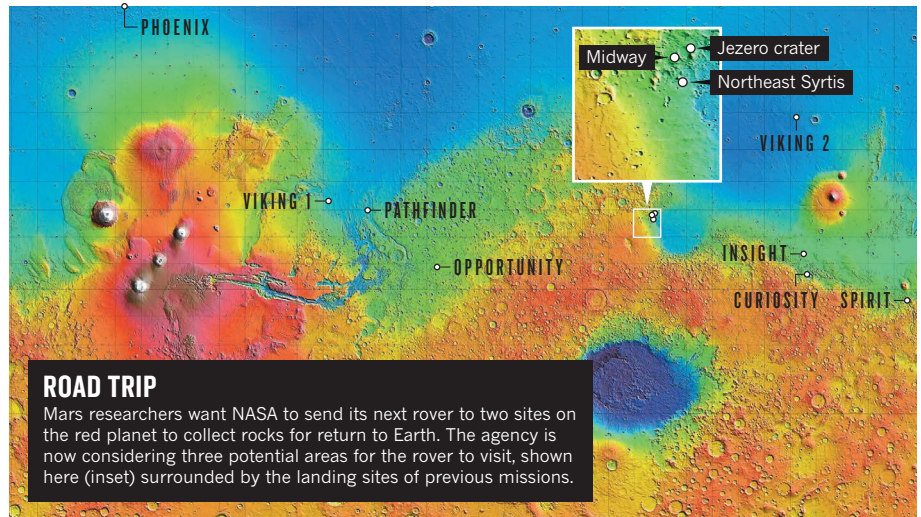 PHOENIX
Midway
Jezero crater
Northeast Syrtis
VIKING 2
VIKING 1
PATHFINDER
OPPORTUNITY
INSIGHT
CURIOSITY
SPIRIT
ROAD TRIP
Mars researchers want NASA to send its next rover to two sites on
the red planet to collect rocks for return to Earth. The agency is
now considering three potential areas for the rover to visit, shown
here (inset) surrounded by the landing sites of previous missions.